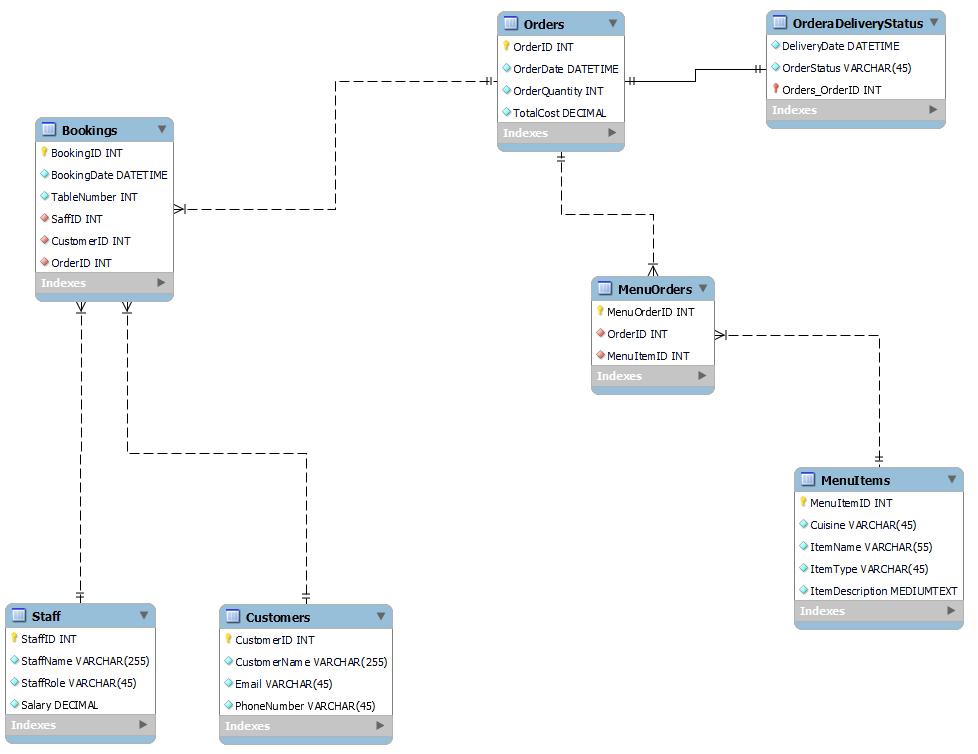 Orders
OrderID INT
OrderDate DATETIME
OrderQuantity INT
TotalCost DECIMAL
Indexes
OrderaDeliveryStatus
DeliveryDate DATETIME
OrderStatus VARCHAR(45)
Orders_OrderID INT
Indexes
Bookings
BookingID INT
BookingDate DATETIME
TableNumber INT
SaffID INT
CustomerID INT
OrderID INT
Indexes
MenuOrders
MenuOrderID INT
OrderID INT
MenuItemID INT
Indexes
MenuItems
MenuItemID INT
Cuisine VARCHAR(45)
ItemName VARCHAR(55)
ItemType VARCHAR(45)
ItemDescription MEDIUMTEXT
Indexes
Staff
StaffID INT
StaffName VARCHAR(255)
StaffRole VARCHAR(45)
Salary DECIMAL
Indexes
Customers
CustomerID INT
CustomerName VARCHAR(255)
Email VARCHAR(45)
PhoneNumber VARCHAR(45)
Indexes